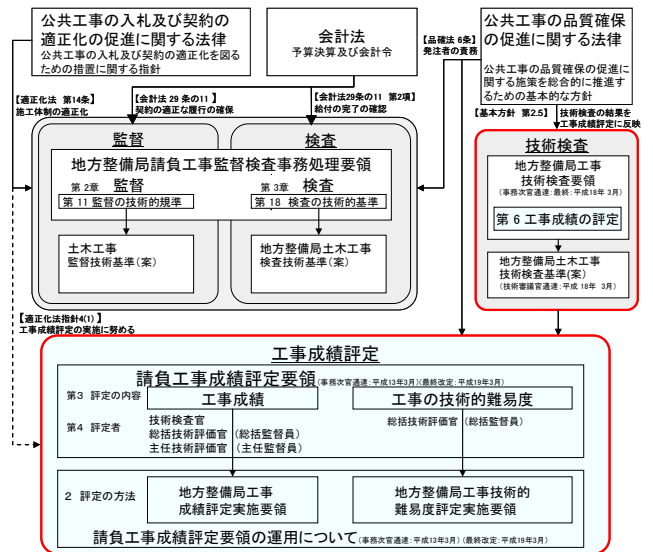 公共工事の入札及び契約の
適正化の促進に関する法律
公共工事の入札及び契約の適正化を図る
ための措置に関する指針
会計法
予算決算及び会計令
【品確法 6条】
発注者の責務
公共工事の品質確保
の促進に関する法律
公共工事の品質確保の促進に
関する施策を総合的に推進す
るための基本的な方針
【適正化法 第14条】
施工体制の適正化
【会計法 29 条の11 】
契約の適正な履行の確保
【会計法29条の11 第2項】
給付の完了の確認
【基本方針 第2.5】
技術検査の結果を
工事成績評定に反映
監督
検査
地方整備局請負工事監督検査事務処理要領
第 2章 監督
第 3章 検査
第 11 監督の技術的規準
第 18 検査の技術的基準
土木工事
監督技術基準(案)
地方整備局土木工事
検査技術基準(案)
技術検査
地方整備局工事
技術検査要領
(事務次官通達:最終:平成18年 3月)
第 6 工事成績の評定
地方整備局土木工事
技術検査基準(案)
(技術審議官通達:平成 18年 3月)
【適正化法指針4(1)】
工事成績評定の実施に努める
工事成績評定
請負工事成績評定要領(事務次官通達:平成13年3月)(最終改定:平成19年3月)
第3 評定の内容
工事成績
工事の技術的難易度
第4 評定者
技術検査官
総括技術評価官 (総括監督員)
主任技術評価官 (主任監督員)
総括技術評価官 (総括監督員)
2 評定の方法
地方整備局工事
成績評定実施要領
地方整備局工事技術的
難易度評定実施要領
請負工事成績評定要領の運用について(事務次官通達:平成13年3月) (最終改定:平成19年3月)